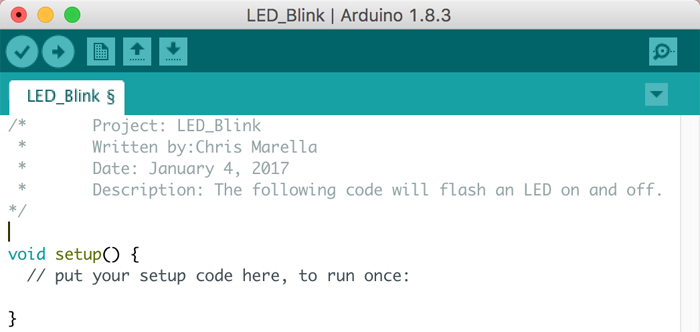 LED_Blink | Arduino 1.8.3
LED_Blink §
/*       Project: LED_Blink
 *       Written by:Chris Marella
 *       Date: January 4, 2017
 *       Description: The following code will flash an LED on and off.
*/
void setup() {
  // put your setup code here, to run once:
}